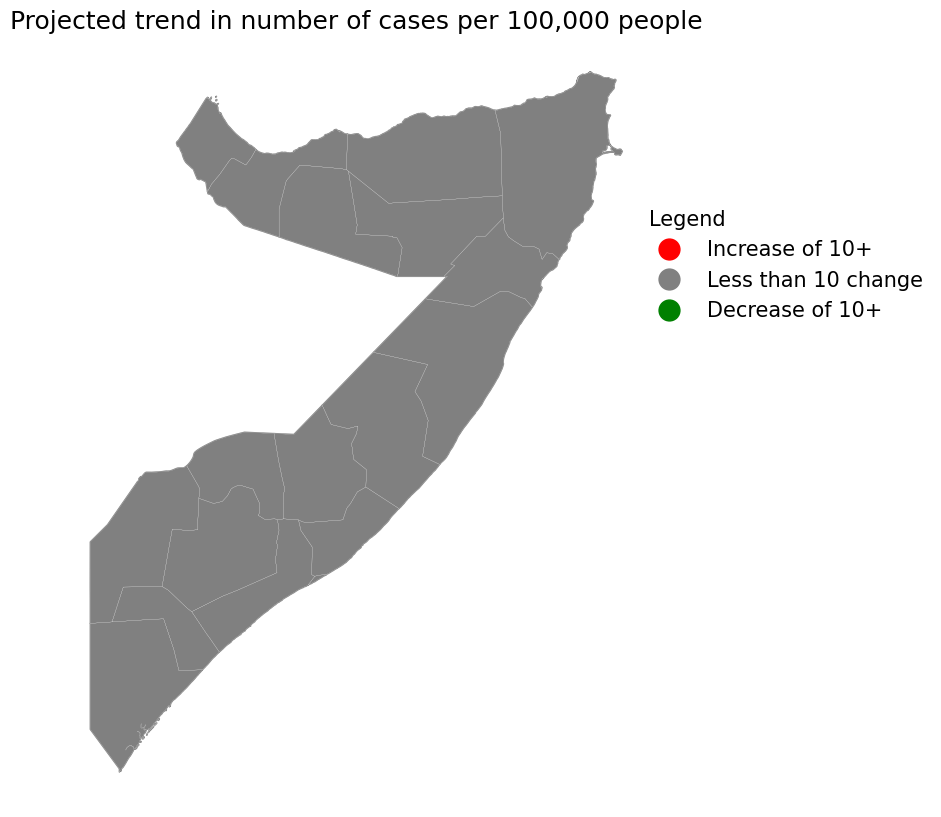 Projected trend in number of cases per 100,000 people
Legend
Increase of 10+
Less than 10 change
Decrease of 10+